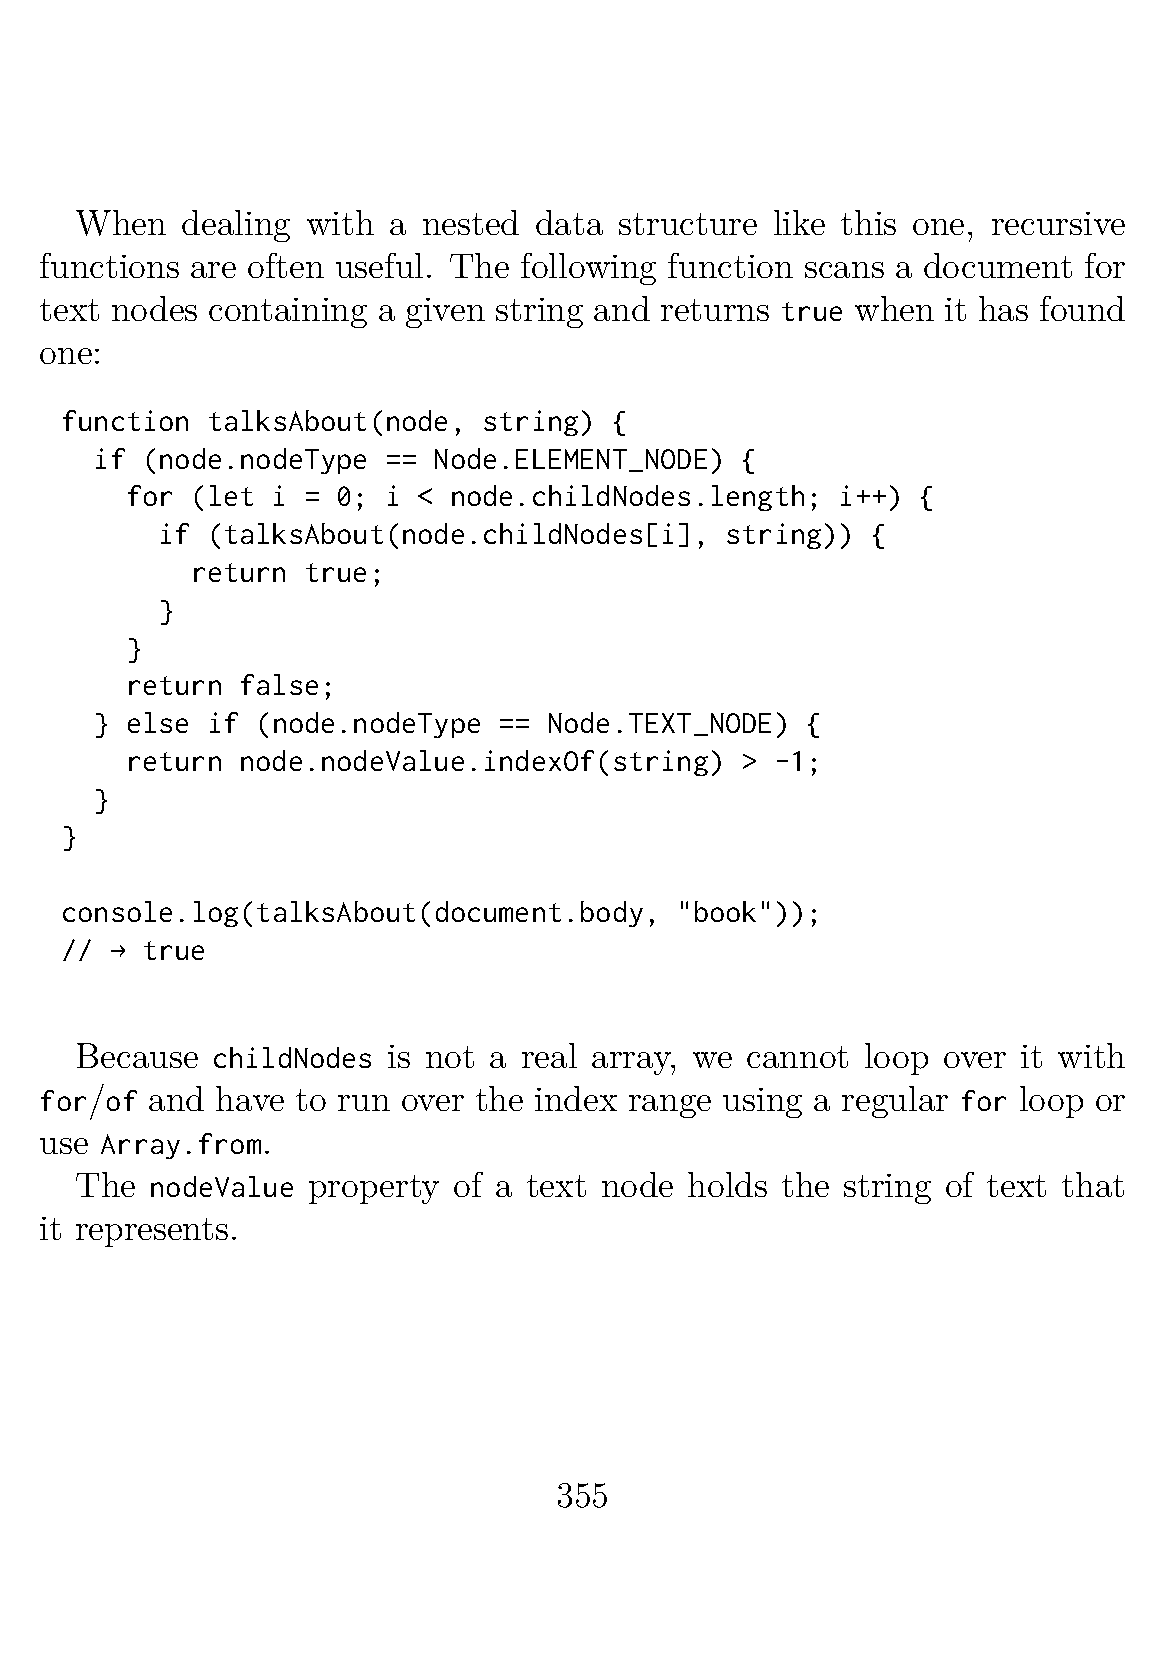 When dealing with a nested data structure like this one, recursive
functions are often useful. The following function scans a document for
text nodes containing a given string and returns true when it has found
one:
function talksAbout(node, string) {
  if (node.nodeType == Node.ELEMENT_NODE) {
    for (let i = 0; i < node.childNodes.length; i++) {
      if (talksAbout(node.childNodes[i], string)) {
        return true;
      }
    }
    return false;
  } else if (node.nodeType == Node.TEXT_NODE) {
    return node.nodeValue.indexOf(string) > -1;
  }
}
console.log(talksAbout(document.body, "book"));
// → true
Because childNodes is not a real array, we cannot loop over it with
for/of and have to run over the index range using a regular for loop or
use Array.from.
The nodeValue property of a text node holds the string of text that
it represents.
355